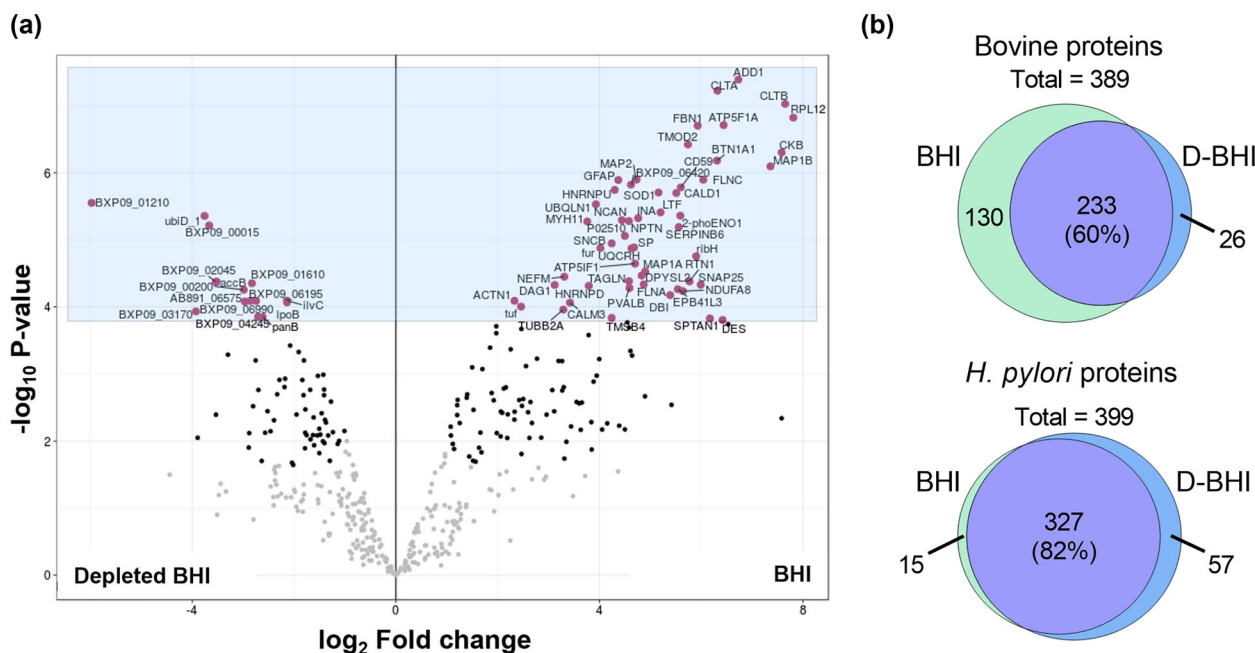 (a)
ADD1
CLTA
CLTB
RPL12
FBN1
ATP5F1A
TMOD2
BTN1A1
CKB
CD59
MAP1B
MAP2
BXP09_06420
FLNC
GFAP
HNRNPU
SOD1
CALD1
UBQLN1
NCAN
INA
LTF
MYH11
2-phoENO1
P02510
NPTN
SERPINB6
SNCB
SP
ribH
fur
UQCRH
ATP5IF1
MAP1A
RTN1
NEFM
TAGLN
DPYSL2
SNAP25
DAG1
FLNA
NDUFA8
ACTN1
HNRNPD
PVALB
EPB41L3
tuf
CALM3
DBI
TUBB2A
TMSB4
SPTAN1
DES
BXP09_01210
ubiD_1
BXP09_00015
BXP09_02045
BXP09_01610
BXP09_00200
accB
AB891_06575
BXP09_06195
BXP09_03170
BXP09_06990
ilvC
lpoB
BXP09_04245
panB
6
4
2
0
-log10 P-value
Depleted BHI
BHI
-4
0
4
8
log2 Fold change
(b)
Bovine proteins
Total = 389
BHI
D-BHI
130
233
(60%)
26
H. pylori proteins
Total = 399
BHI
D-BHI
327
(82%)
15
57